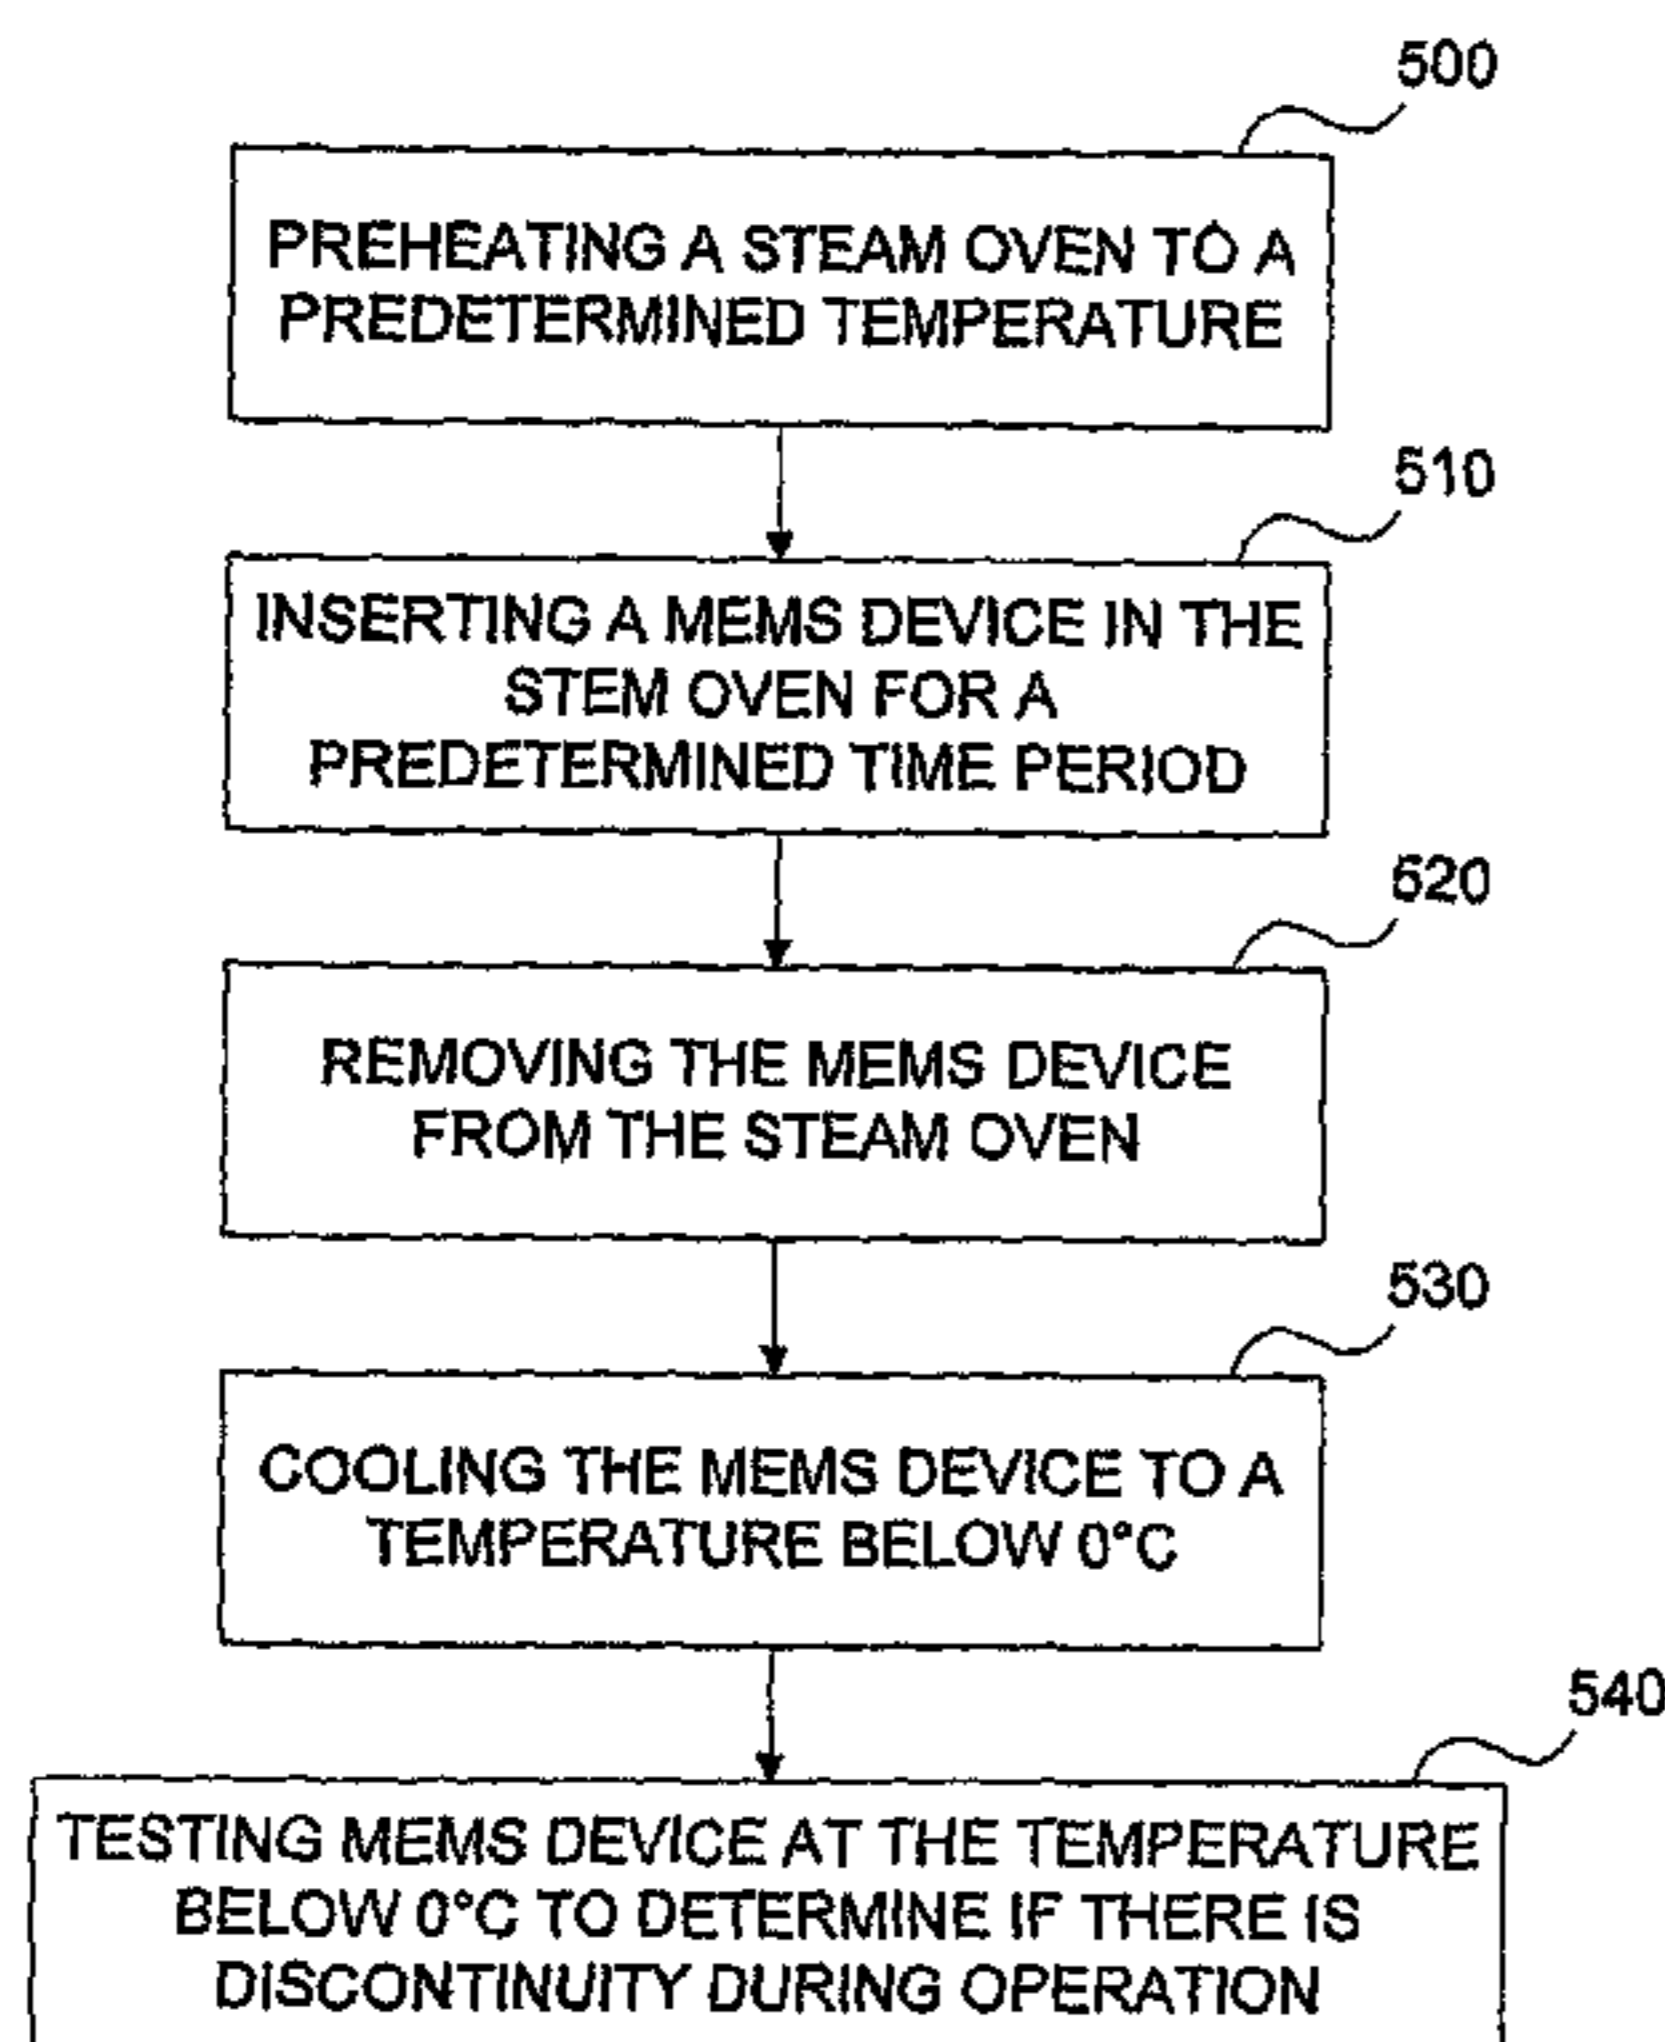 500
PREHEATING A STEAM OVEN TO A
PREDETERMINED TEMPERATURE
510
INSERTING A MEMS DEVICE IN THE
STEM OVEN FOR A
PREDETERMINED TIME PERIOD
520
REMOVING THE MEMS DEVICE
FROM THE STEAM OVEN
530
COOLING THE MEMS DEVICE TO A
TEMPERATURE BELOW 0°C
540
TESTING MEMS DEVICE AT THE TEMPERATURE
BELOW 0°C TO DETERMINE IF THERE IS
DISCONTINUITY DURING OPERATION